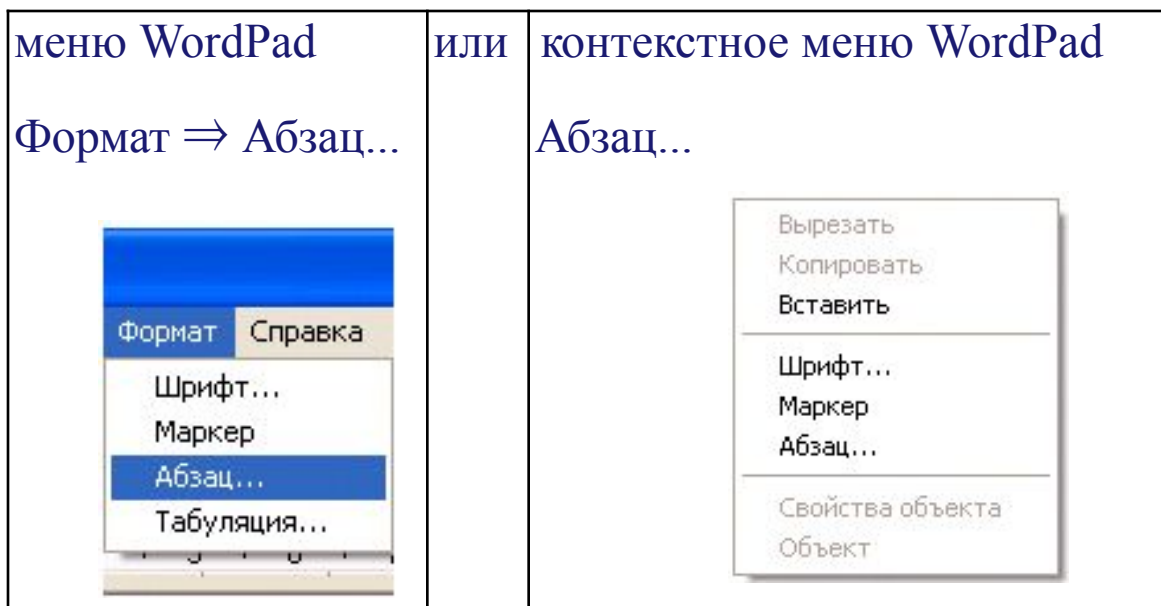 меню WordPad
Формат ⇒ Абзац...
или
контекстное меню WordPad
Абзац...
Формат Справка
Шрифт...
Маркер
Абзац...
Табуляция...
Вырезать
Копировать
Вставить
Шрифт...
Маркер
Абзац...
Свойства объекта
Объект